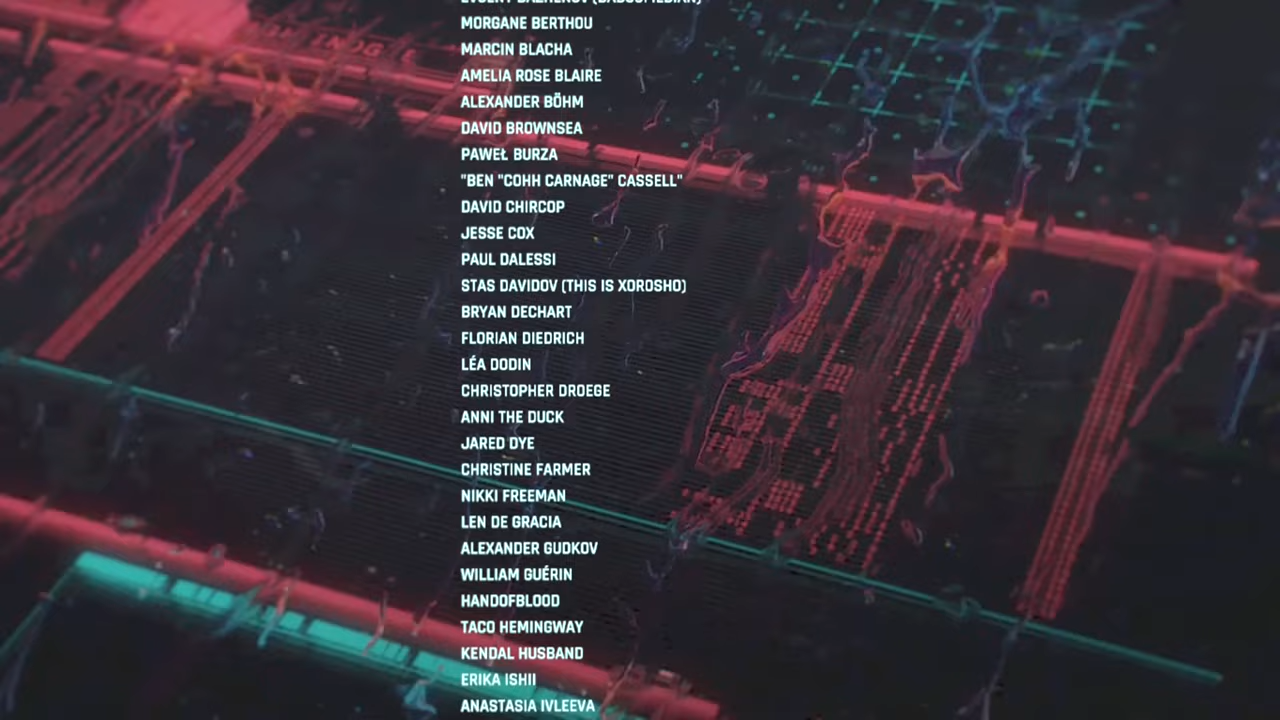 MORGANE BERTHOU
MARCIN BLACHA
AMELIA ROSE BLAIRE
ALEXANDER BÖHM
DAVID BROWNSEA
PAWEŁ BURZA
"BEN "COHH CARNAGE" CASSELL"
DAVID CHIRCOP
JESSE COX
PAUL DALESSI
STAS DAVIDOV (THIS IS XOROSHO)
BRYAN DECHART
FLORIAN DIEDRICH
LÉA DODIN
CHRISTOPHER DROEGE
ANNI THE DUCK
JARED DYE
CHRISTINE FARMER
NIKKI FREEMAN
LEN DE GRACIA
ALEXANDER GUDKOV
WILLIAM GUÉRIN
HANDOFBLOOD
TACO HEMINGWAY
KENDAL HUSBAND
ERIKA ISHII
ANASTASIA IVLEEVA